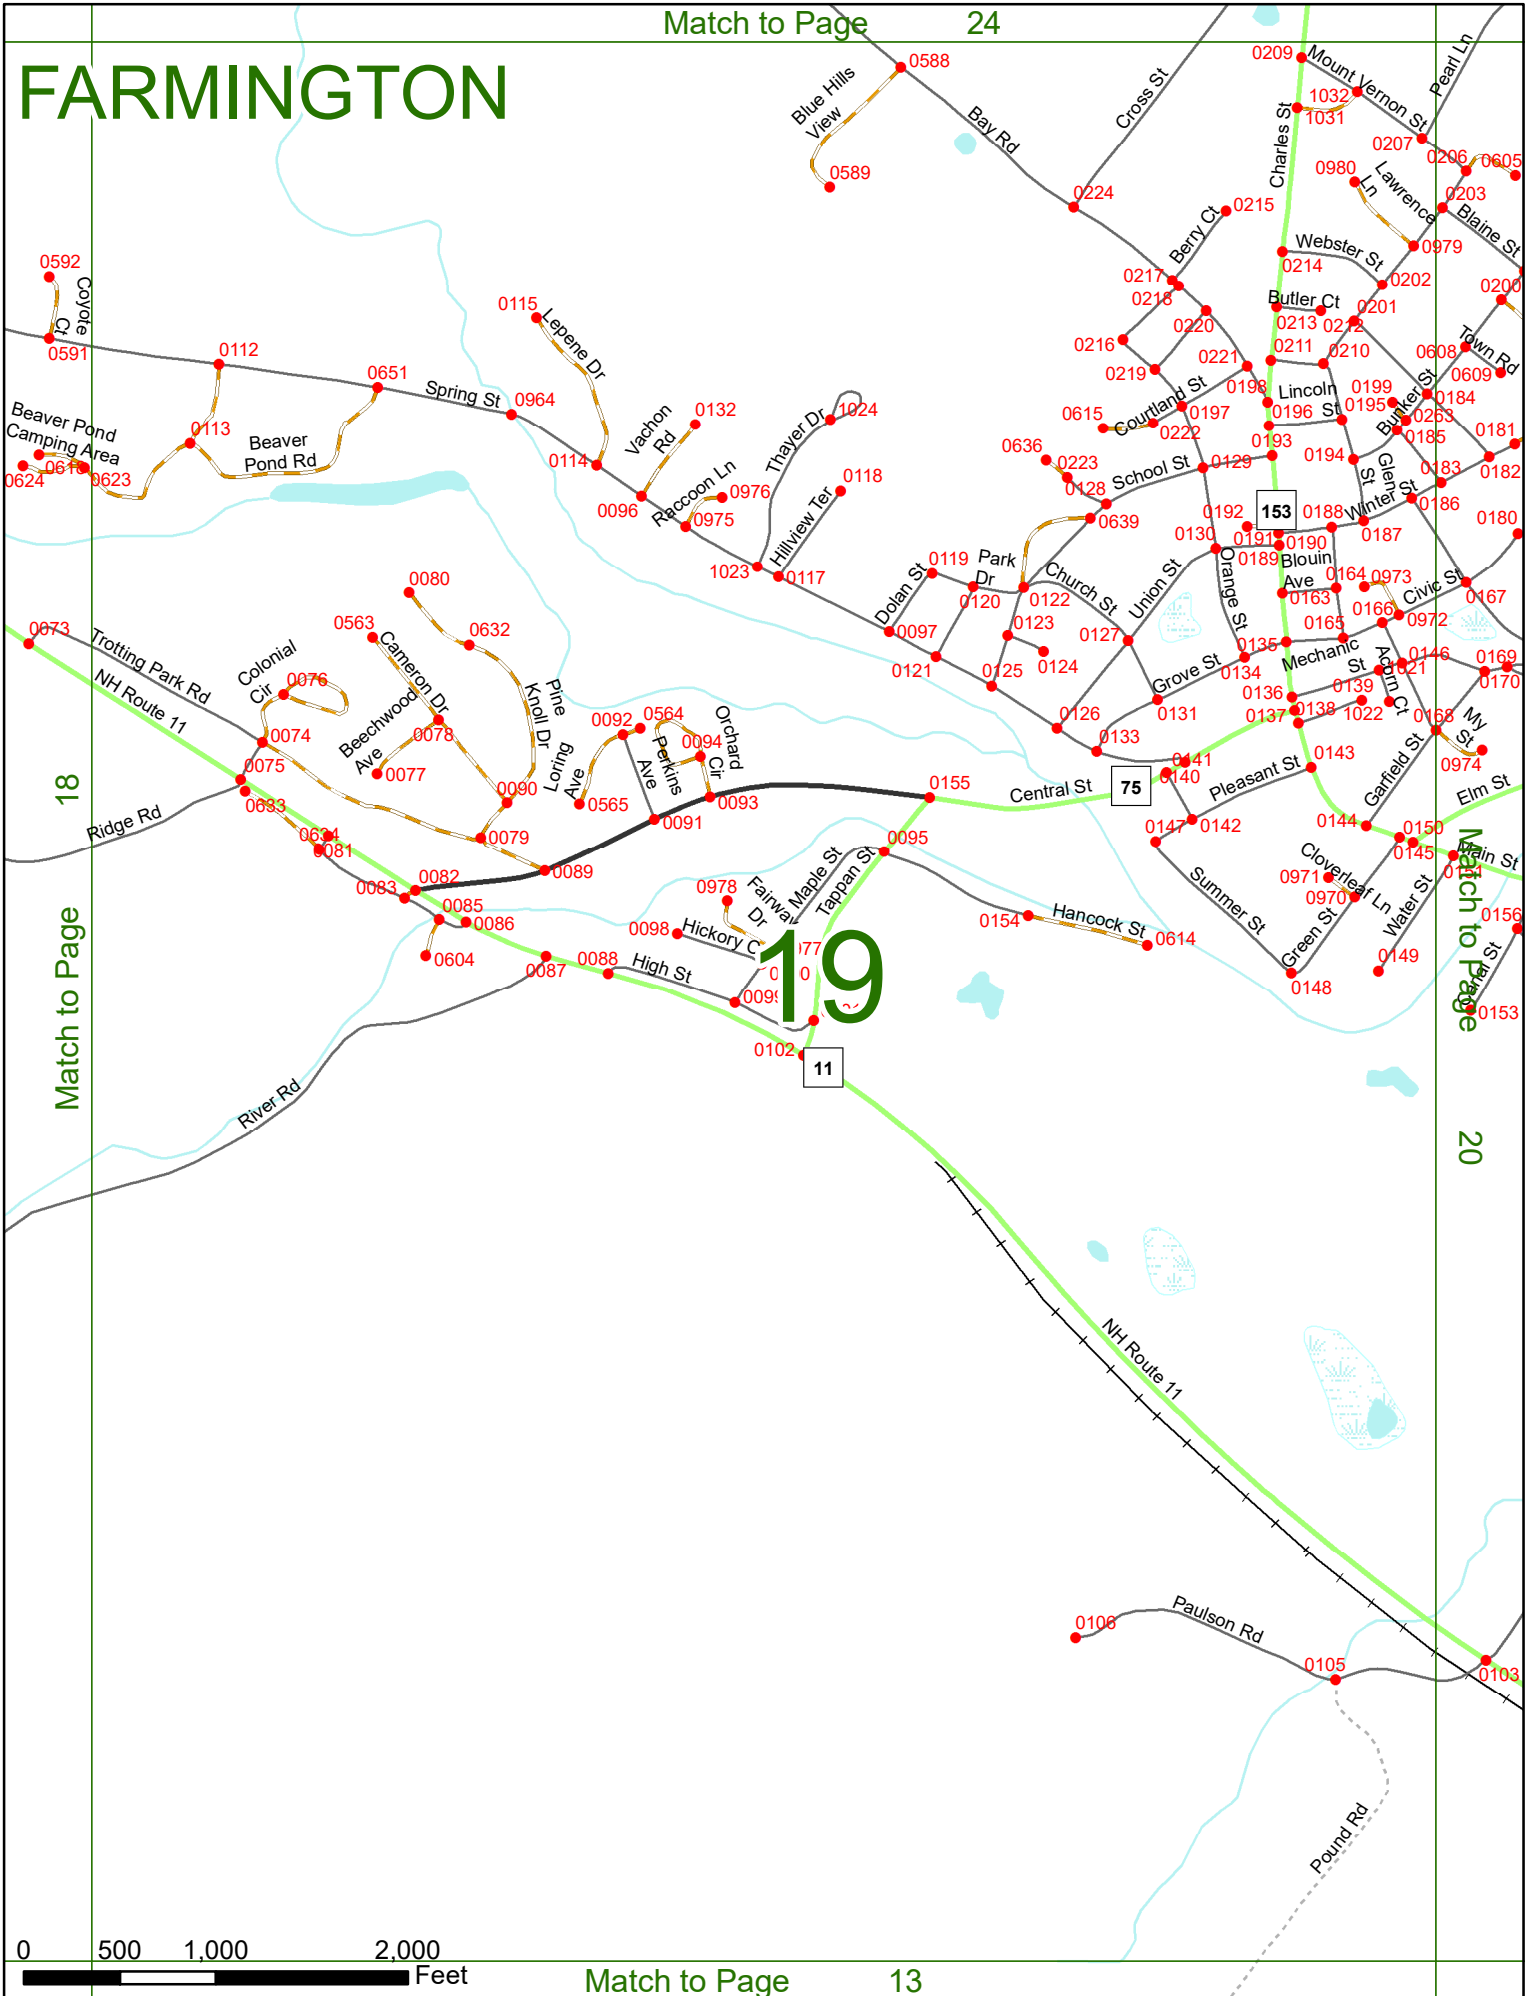 Match to Page 24
FARMINGTON
0588
Blue Hills
View
0589
Bay Rd
Cross St
0224
0209
Mount Vernon St
Pearl Ln
1032
1031
Charles St
0207
0206
0605
0980
Lawrence
Ln
0203
Blaine St
0979
0215
Berry Ct
0214
Webster St
0202
0217
0218
0220
0216
0219
0221
Butler Ct
0213
0212
0201
0200
0211
0210
0608
Town Rd
0609
0198
Lincoln
St
0196
0199
0195
Bunker St
0184
0263
0185
0197
Courtland St
0222
0615
0193
0194
Glen
St
0183
0181
0182
0636
0223
0128
School St
0129
0639
0192
153
0191
0188
Winter St
0186
0187
0180
0130
0189
0190
Blouin
Ave
0163
0164
0973
Civic St
0167
0166
0972
0165
Orange St
Union St
0592
Coyote
Ct
0591
0112
0651
Spring St
0964
0115
Lepene Dr
0114
Beaver Pond
Camping Area
0624
0618
0623
0113
Beaver
Pond Rd
Vachon
Rd
0132
0096
Raccoon Ln
0976
0975
Thayer Dr
1024
0118
Hillview Ter
1023
0117
Dolan St
0119
Park
Dr
0120
0122
Church St
0097
0121
0123
0124
0125
0127
0126
0133
0131
Grove St
0134
0135
Mechanic
St
0136
0137
0138
0139
1022
Acorn
Ct
1021
0146
0169
0170
0168
My
St
0974
0073
Trotting Park Rd
NH Route 11
Colonial
Cir
0076
0074
0075
0633
Ridge Rd
0634
0081
0083
0082
0085
0086
0604
0080
0563
Cameron Dr
0632
Beechwood
Ave
0078
0077
Pine
Knoll Dr
0090
0079
0089
Loring
Ave
0092
0564
0565
Perkins
Ave
0094
Orchard
Cir
0093
0091
0155
Central St
75
0141
0140
Pleasant St
0143
0142
0147
0144
Garfield St
0150
0145
Elm St
Main St
0151
Cloverleaf Ln
0971
0970
Water St
0149
Green St
0148
Summer St
0156
Canal St
0153
0095
Maple St
Tappan St
Fairway
Dr
0978
0098
Hickory C
0099
0154
Hancock St
0614
0087
0088
High St
0102
11
19
River Rd
Match to Page 18
Match to Page 20
NH Route 11
0106
Paulson Rd
0105
0103
Pound Rd
0 500 1,000 2,000
Feet
Match to Page 13